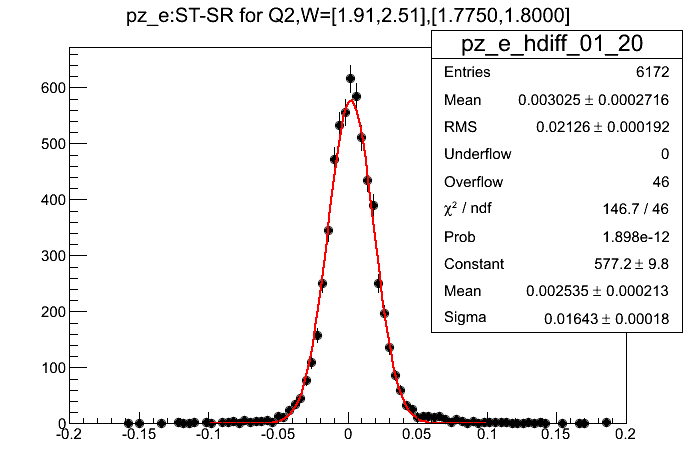 pz_e:ST-SR for Q2,W=[1.91,2.51],[1.7750,1.8000]
pz_e_hdiff_01_20
Entries 6172
Mean 0.003025 ± 0.0002716
RMS 0.02126 ± 0.000192
Underflow 0
Overflow 46
χ² / ndf 146.7 / 46
Prob 1.898e-12
Constant 577.2 ± 9.8
Mean 0.002535 ± 0.000213
Sigma 0.01643 ± 0.00018
600
500
400
300
200
100
0
-0.2 -0.15 -0.1 -0.05 0 0.05 0.1 0.15 0.2